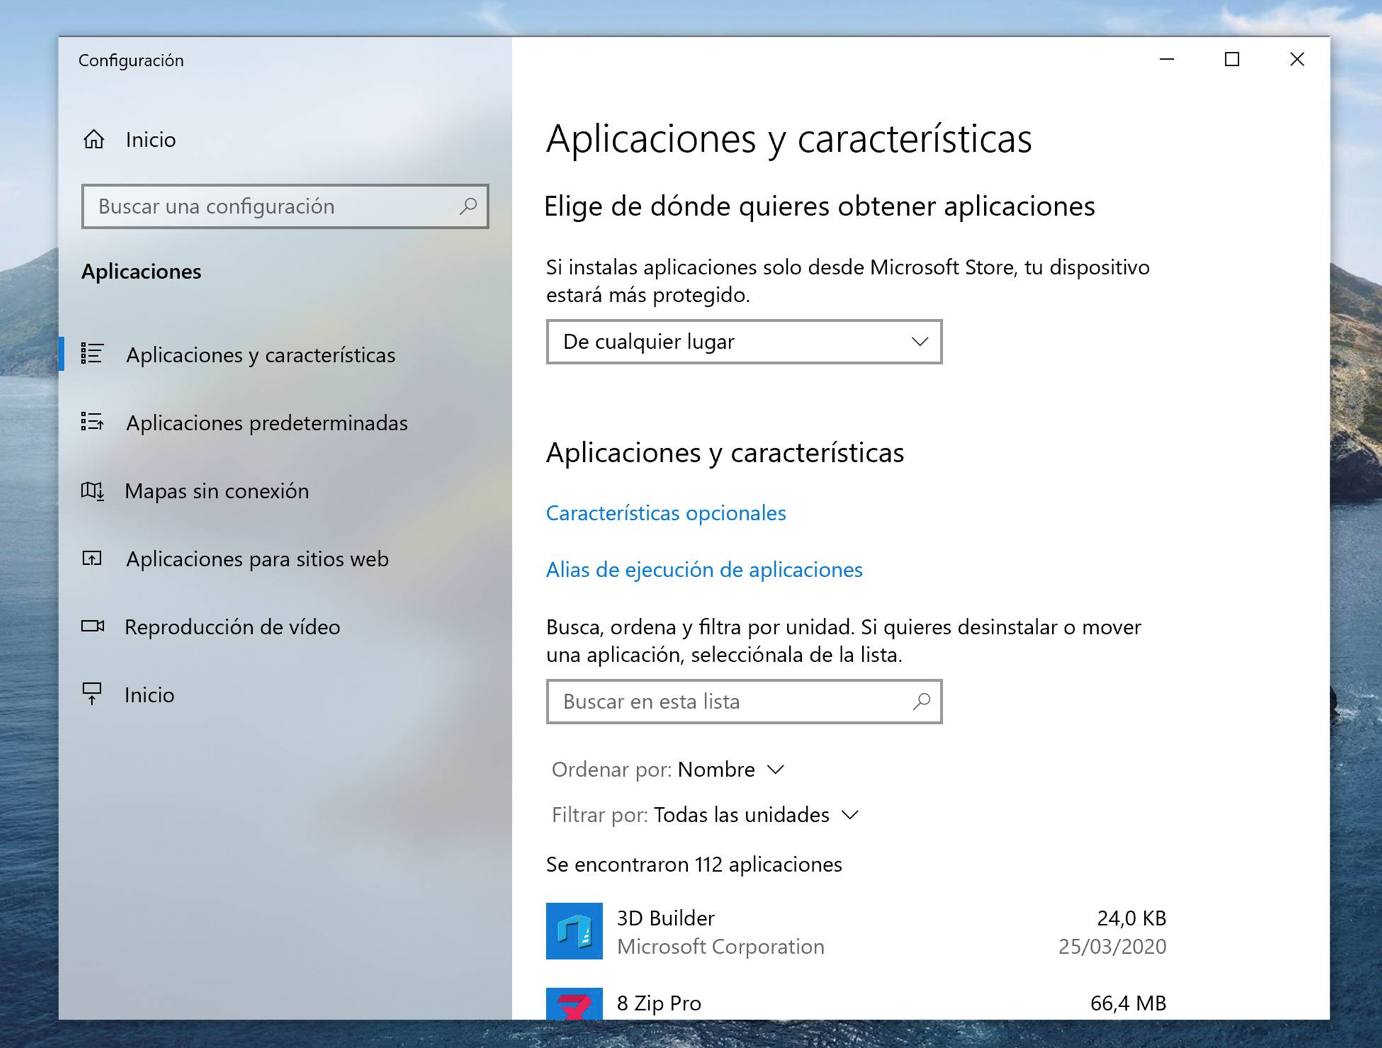 Configuración
Inicio
Buscar una configuración
Aplicaciones
Aplicaciones y características
Aplicaciones predeterminadas
Mapas sin conexión
Aplicaciones para sitios web
Reproducción de vídeo
Inicio
Aplicaciones y características
Elige de dónde quieres obtener aplicaciones
Si instalas aplicaciones solo desde Microsoft Store, tu dispositivo
estará más protegido.
De cualquier lugar
Aplicaciones y características
Características opcionales
Alias de ejecución de aplicaciones
Busca, ordena y filtra por unidad. Si quieres desinstalar o mover
una aplicación, selecciónala de la lista.
Buscar en esta lista
Ordenar por: Nombre
Filtrar por: Todas las unidades
Se encontraron 112 aplicaciones
3D Builder 24,0 KB
Microsoft Corporation 25/03/2020
8 Zip Pro 66,4 MB